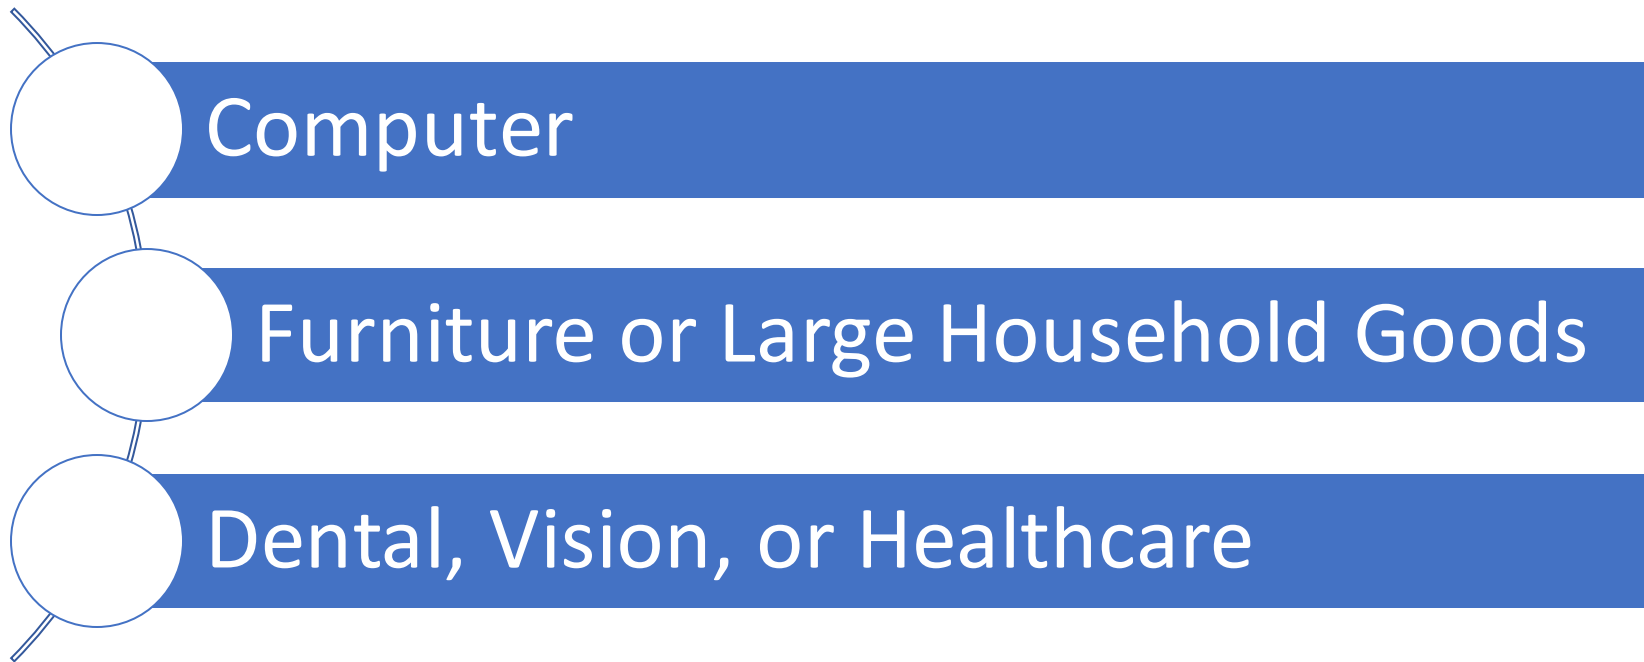 Computer
Furniture or Large Household Goods
Dental, Vision, or Healthcare